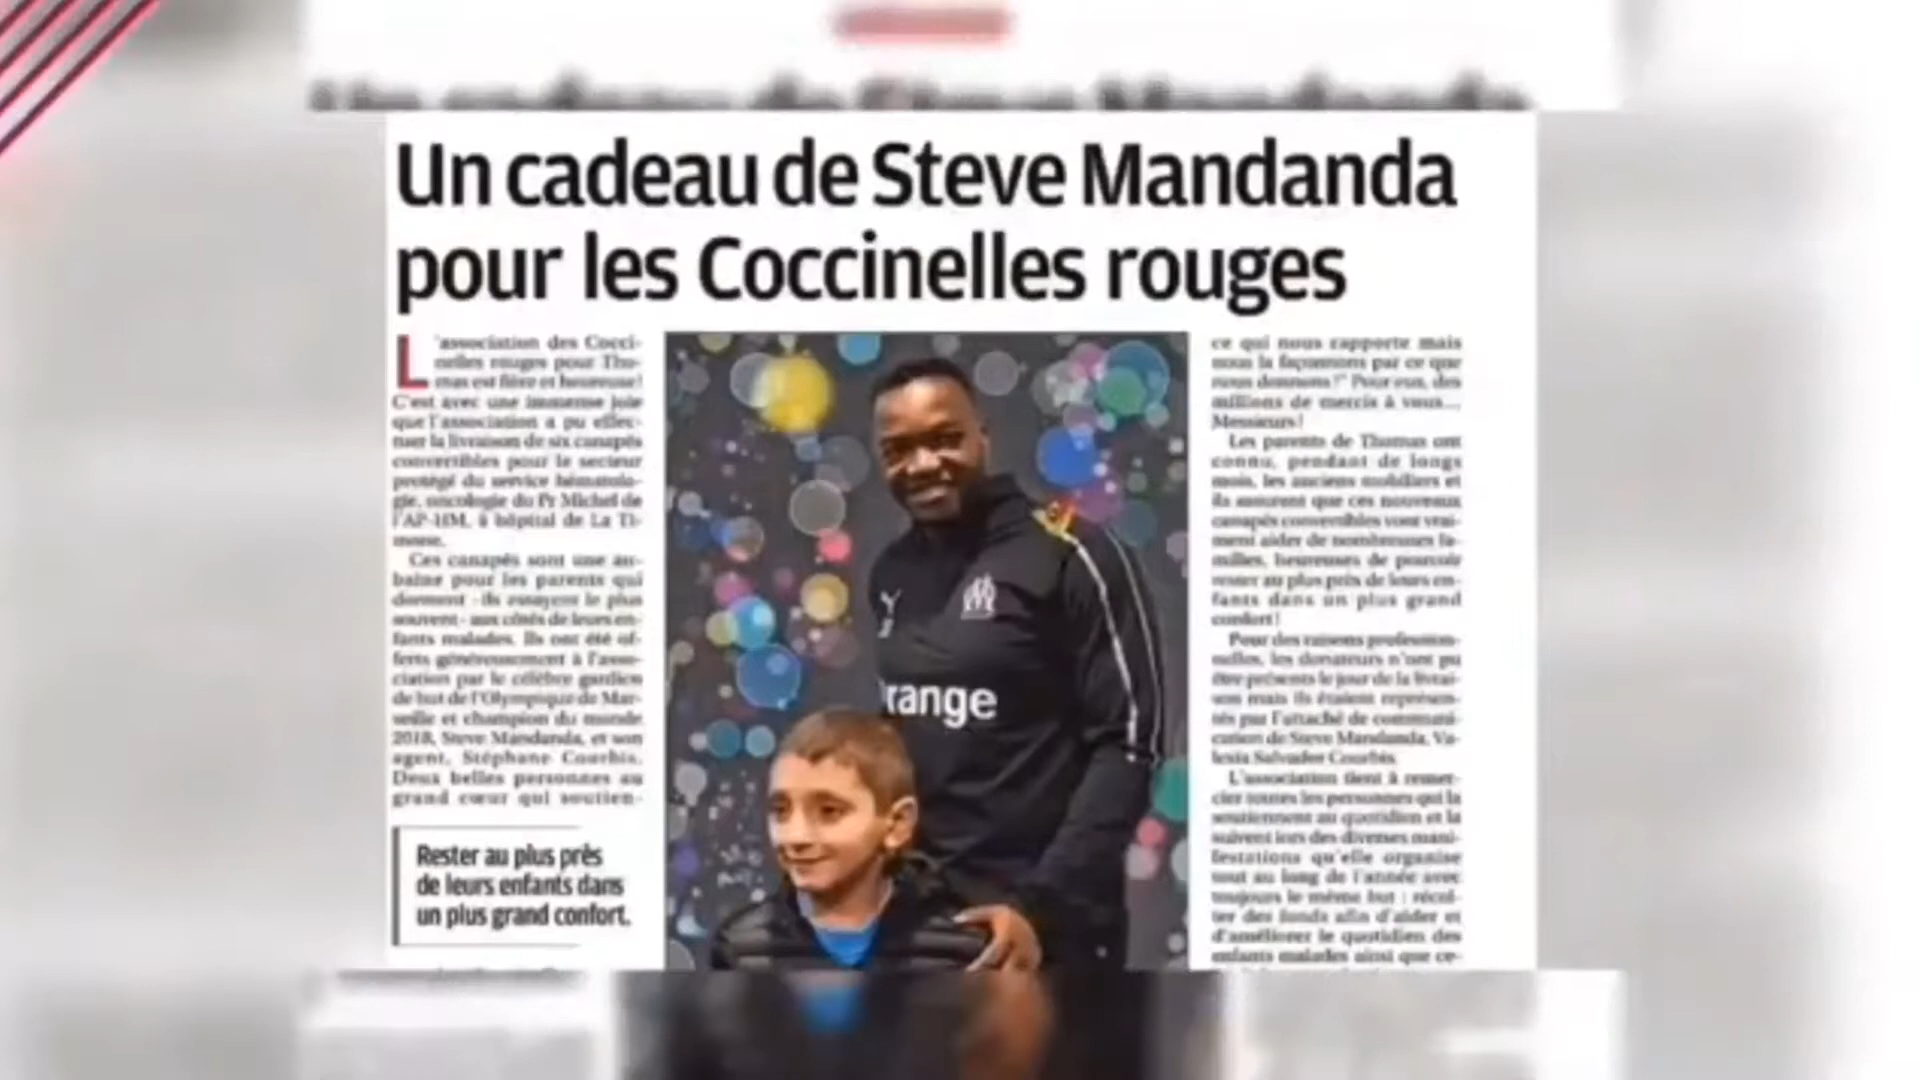 Un cadeau de Steve Mandanda
pour les Coccinelles rouges
L'association des Cocci-
nelles rouges pour Tho-
mas est fière et heureuse!
C'est avec une immense joie
que l'association a pu effec-
tuer la livraison de six canapés
convertibles pour le secteur
protégé du service hématolo-
gie, oncologie du Pr Michel de
l'AP-HM, à hôpital de La Ti-
mone.
Ces canapés sont une au-
baine pour les parents qui
dorment - ils essayent le plus
souvent - aux côtés de leurs en-
fants malades. Ils ont été of-
ferts généreusement à l'asso-
ciation par le célèbre gardien
de but de l'Olympique de Mar-
seille et champion du monde
2018, Steve Mandanda, et son
agent, Stéphane Courbis.
Deux belles personnes au
grand cœur qui soutien-
Rester au plus près
de leurs enfants dans
un plus grand confort.
range
ce qui nous rapporte mais
nous la façonnons par ce que
nous donnons!" Pour eux, des
millions de mercis à vous...
Messieurs!
Les parents de Thomas ont
connu, pendant de longs
mois, les anciens mobiliers et
ils assurent que ces nouveaux
canapés convertibles vont vrai-
ment aider de nombreuses fa-
milles, heureuses de pouvoir
rester au plus près de leurs en-
fants dans un plus grand
confort!
Pour des raisons profession-
nelles, les donateurs n'ont pu
être présents le jour de la livrai-
son mais ils étaient représen-
tés par l'attaché de communi-
cation de Steve Mandanda, Va-
lexia Salvador Courbis.
L'association tient à remer-
cier toutes les personnes qui la
soutiennent au quotidien et la
suivent lors des diverses mani-
festations qu'elle organise
tout au long de l'année avec
toujours le même but : récol-
ter des fonds afin d'aider et
d'améliorer le quotidien des
enfants malades ainsi que ce-